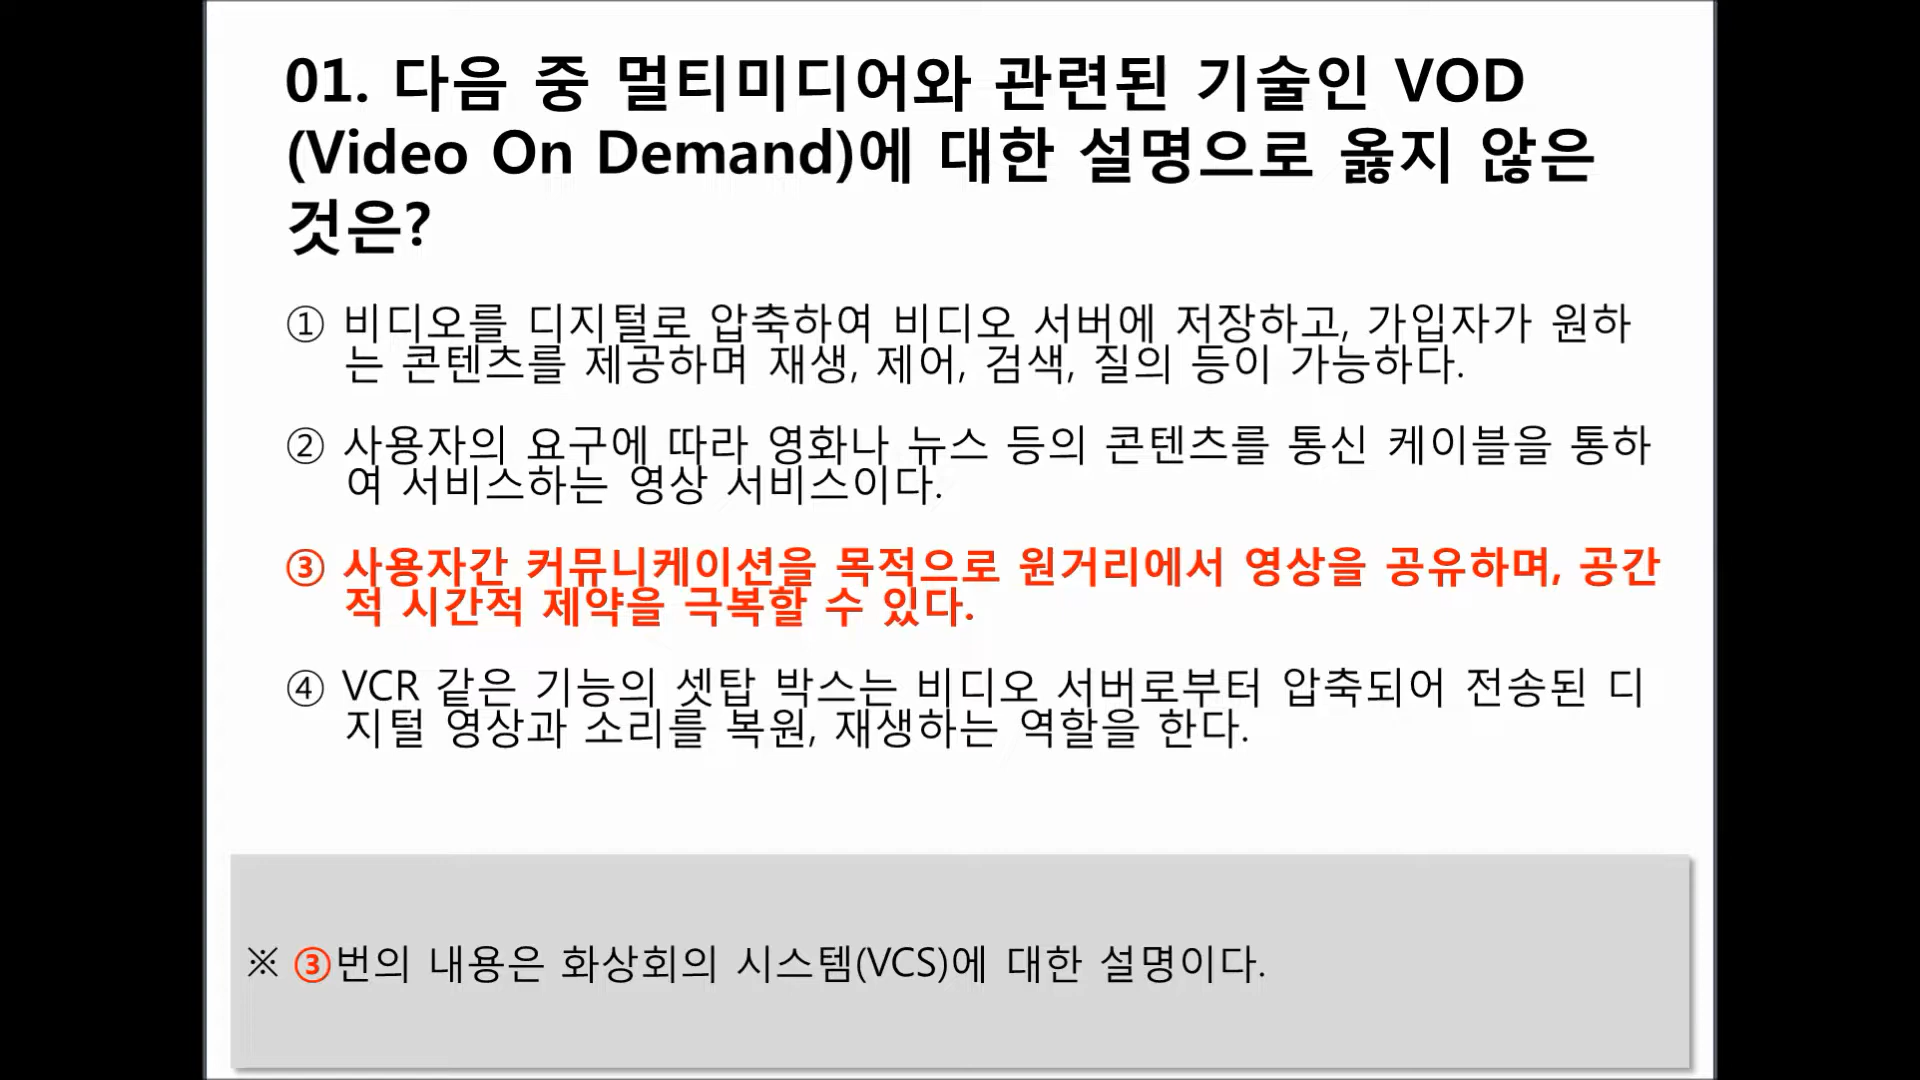 01. 다음 중 멀티미디어와 관련된 기술인 VOD
(Video On Demand)에 대한 설명으로 옳지 않은
것은?
① 비디오를 디지털로 압축하여 비디오 서버에 저장하고, 가입자가 원하
는 콘텐츠를 제공하며 재생, 제어, 검색, 질의 등이 가능하다.
② 사용자의 요구에 따라 영화나 뉴스 등의 콘텐츠를 통신 케이블을 통하
여 서비스하는 영상 서비스이다.
③ 사용자간 커뮤니케이션을 목적으로 원거리에서 영상을 공유하며, 공간
적 시간적 제약을 극복할 수 있다.
④ VCR 같은 기능의 셋탑 박스는 비디오 서버로부터 압축되어 전송된 디
지털 영상과 소리를 복원, 재생하는 역할을 한다.
※ ③번의 내용은 화상회의 시스템(VCS)에 대한 설명이다.